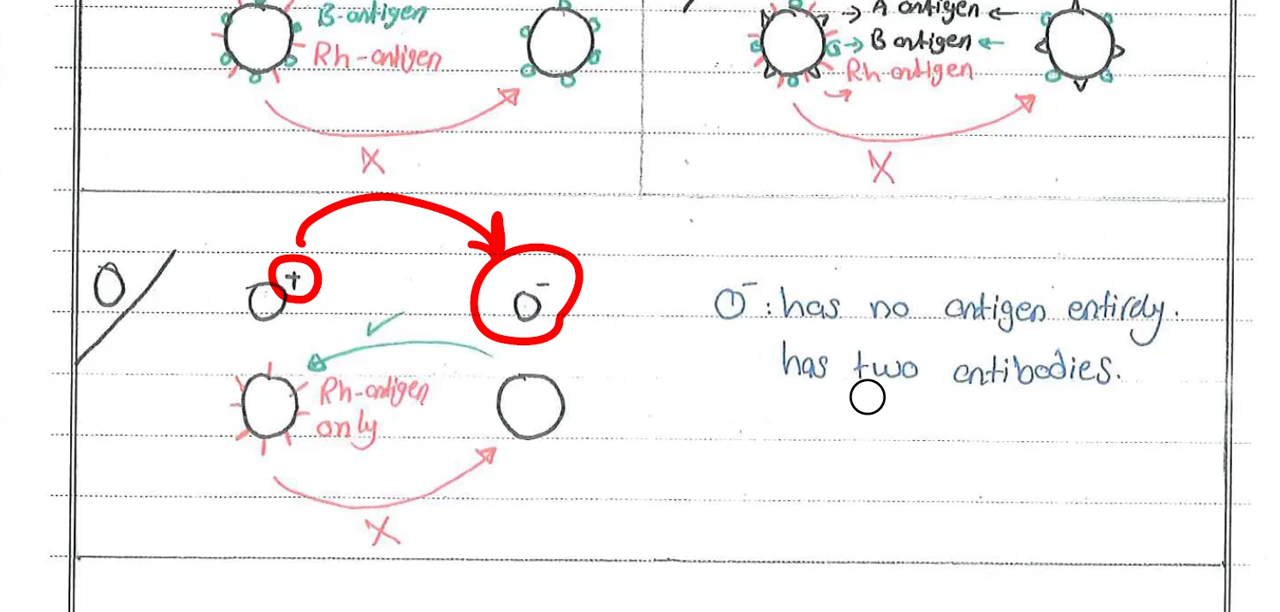 B-antigen
Rh-antigen
→ A antigen ←
→ B antigen ←
Rh-antigen
X
X
O
O⁺
O⁻
✓
Rh-antigen
only
X
O⁻: has no antigen entirely.
has two antibodies.